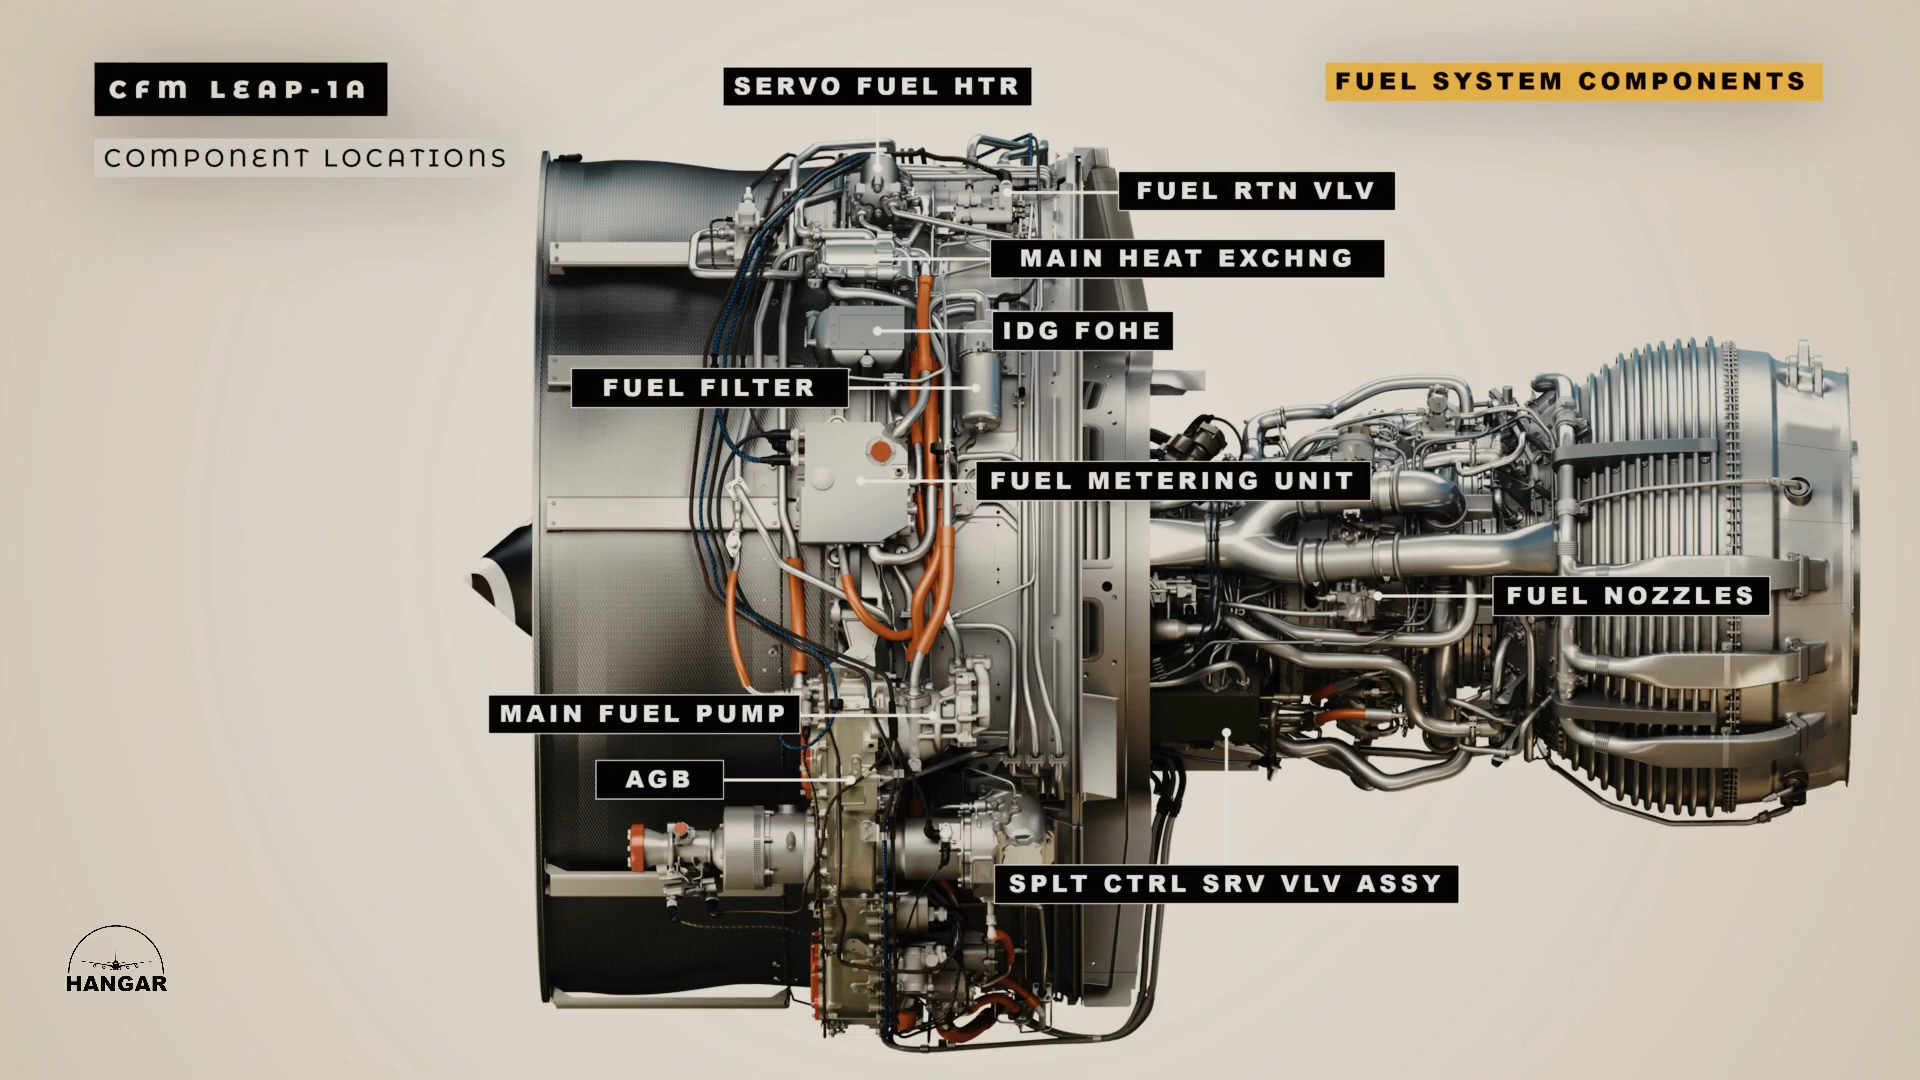 CFM LEAP-1A
COMPONENT LOCATIONS
SERVO FUEL HTR
FUEL SYSTEM COMPONENTS
FUEL RTN VLV
MAIN HEAT EXCHNG
IDG FOHE
FUEL FILTER
FUEL METERING UNIT
FUEL NOZZLES
MAIN FUEL PUMP
AGB
SPLT CTRL SRV VLV ASSY
HANGAR